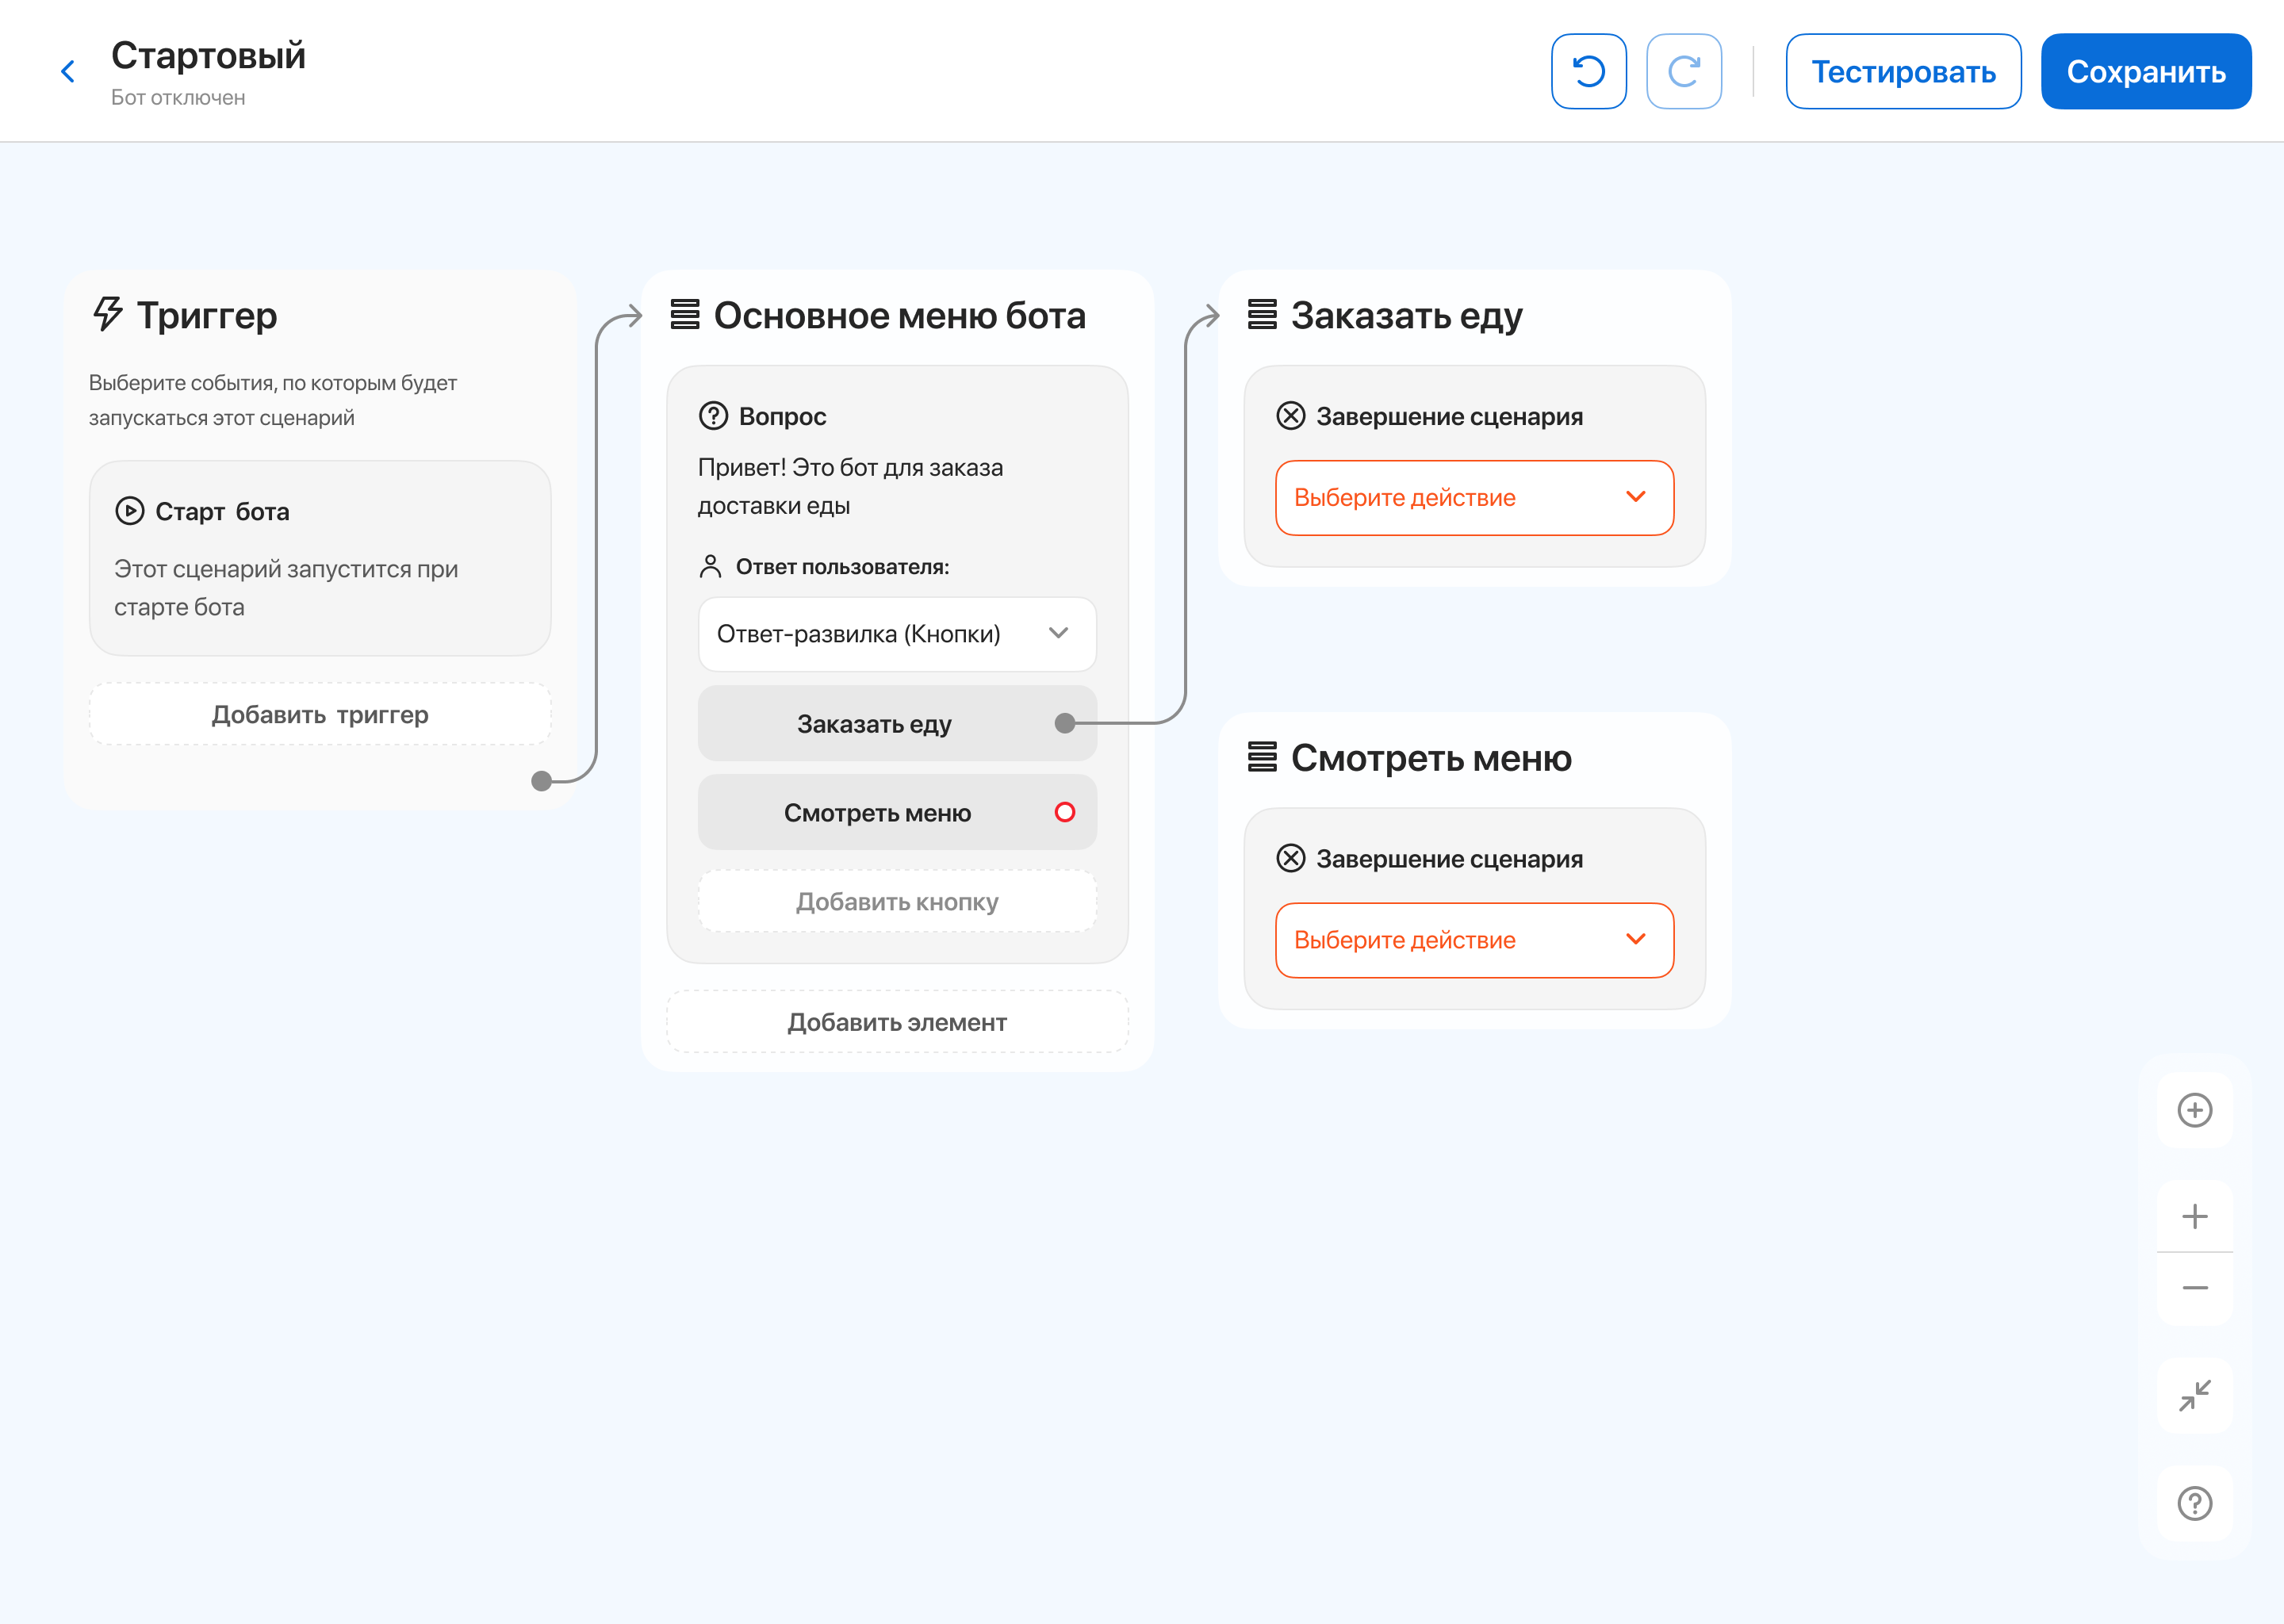 Стартовый
Бот отключен
Тестировать
Сохранить
Триггер
Выберите события, по которым будет
запускаться этот сценарий
Старт бота
Этот сценарий запустится при
старте бота
Добавить триггер
Основное меню бота
Вопрос
Привет! Это бот для заказа
доставки еды
Ответ пользователя:
Ответ-развилка (Кнопки)
Заказать еду
Смотреть меню
Добавить кнопку
Добавить элемент
Заказать еду
Завершение сценария
Выберите действие
Смотреть меню
Завершение сценария
Выберите действие